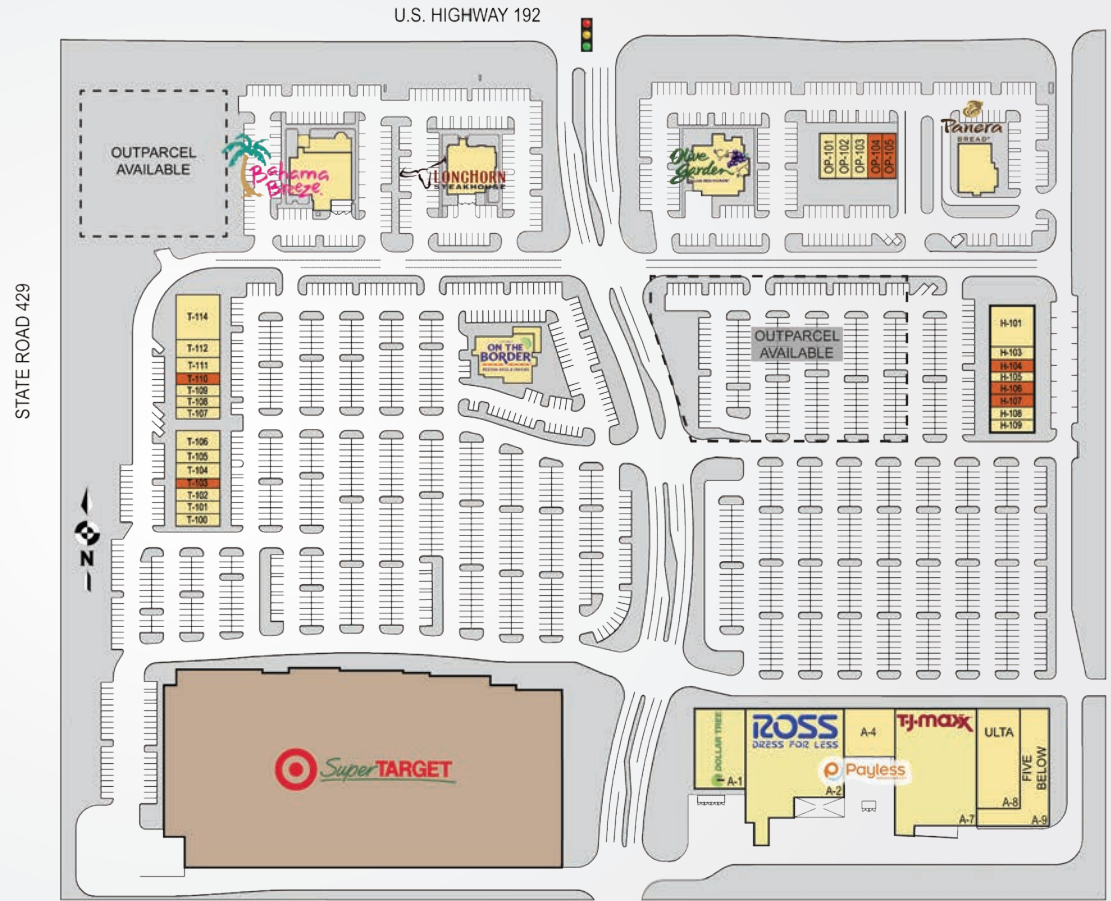 U.S. HIGHWAY 192
STATE ROAD 429
OUTPARCEL
AVAILABLE
Bahama
Breeze
LONGHORN
STEAKHOUSE
Olive
Garden
OP-101
OP-102
OP-103
OP-104
OP-105
Panera
BREAD
T-114
T-112
T-111
T-110
T-109
T-108
T-107
T-106
T-105
T-104
T-103
T-102
T-101
T-100
ON THE
BORDER
OUTPARCEL
AVAILABLE
H-101
H-103
H-104
H-105
H-106
H-107
H-108
H-109
N
SuperTARGET
DOLLAR TREE
A-1
ROSS
DRESS FOR LESS
A-2
A-4
Payless
T·J·maxx
A-7
ULTA
A-8
FIVE
BELOW
A-9